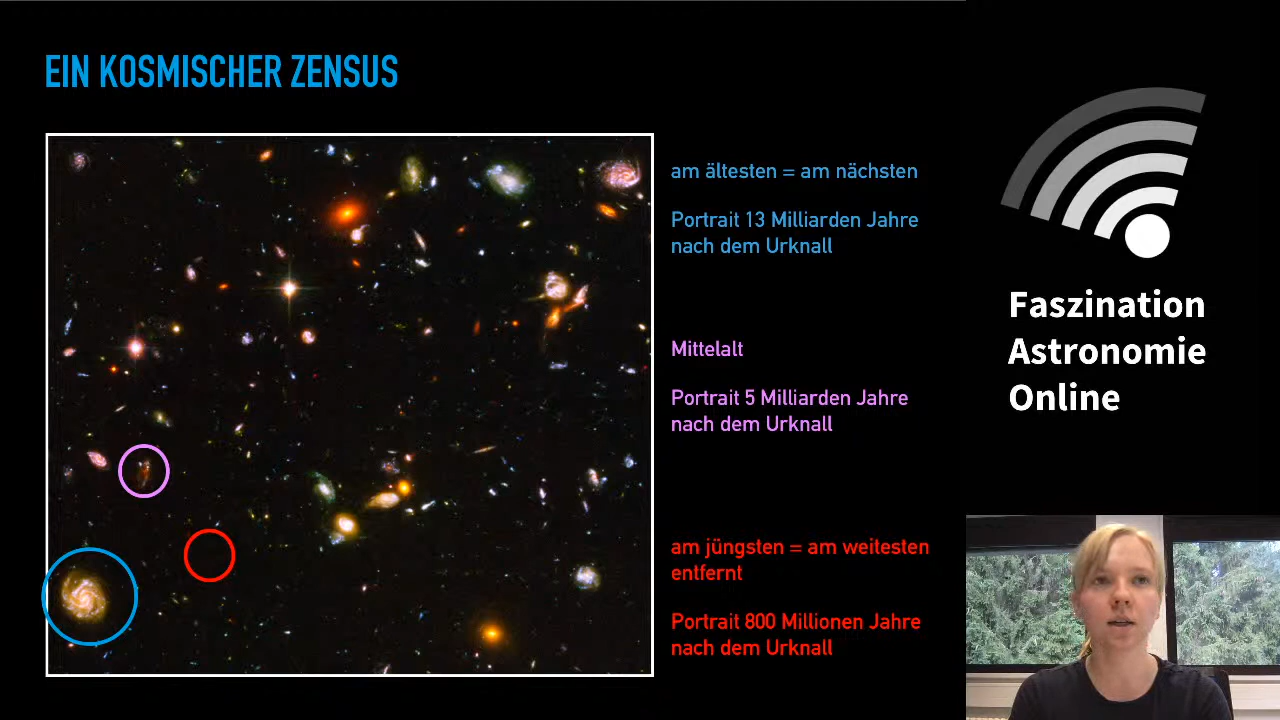 EIN KOSMISCHER ZENSUS
am ältesten = am nächsten
Portrait 13 Milliarden Jahre
nach dem Urknall
Mittelalt
Portrait 5 Milliarden Jahre
nach dem Urknall
am jüngsten = am weitesten
entfernt
Portrait 800 Millionen Jahre
nach dem Urknall
Faszination
Astronomie
Online